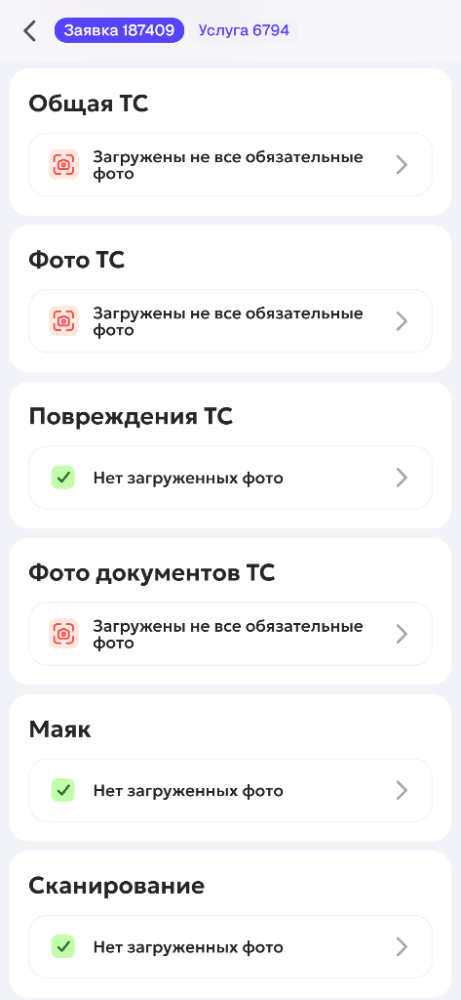 Заявка 187409 Услуга 6794
Общая ТС
Загружены не все обязательные
фото
Фото ТС
Загружены не все обязательные
фото
Повреждения ТС
Нет загруженных фото
Фото документов ТС
Загружены не все обязательные
фото
Маяк
Нет загруженных фото
Сканирование
Нет загруженных фото